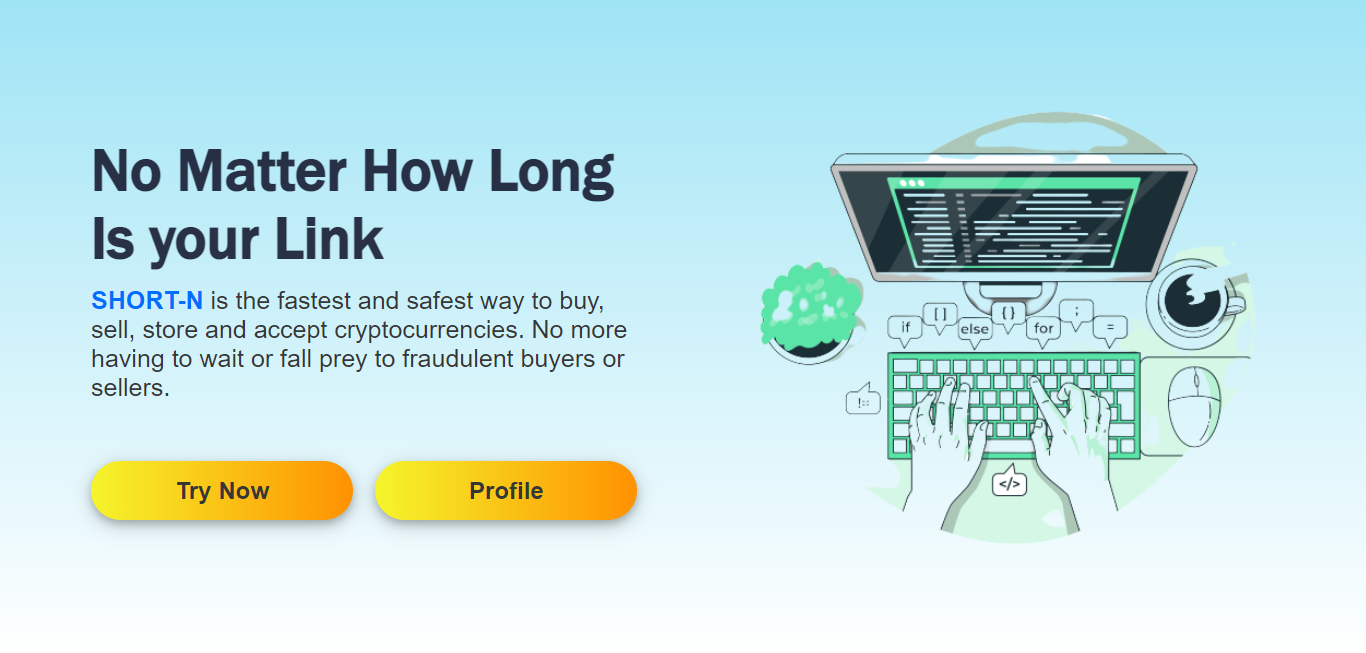 No Matter How Long
Is your Link
SHORT-N is the fastest and safest way to buy,
sell, store and accept cryptocurrencies. No more
having to wait or fall prey to fraudulent buyers or
sellers.
Try Now
Profile
[ ]
{ }
;
if
else
for
=
!::
</>